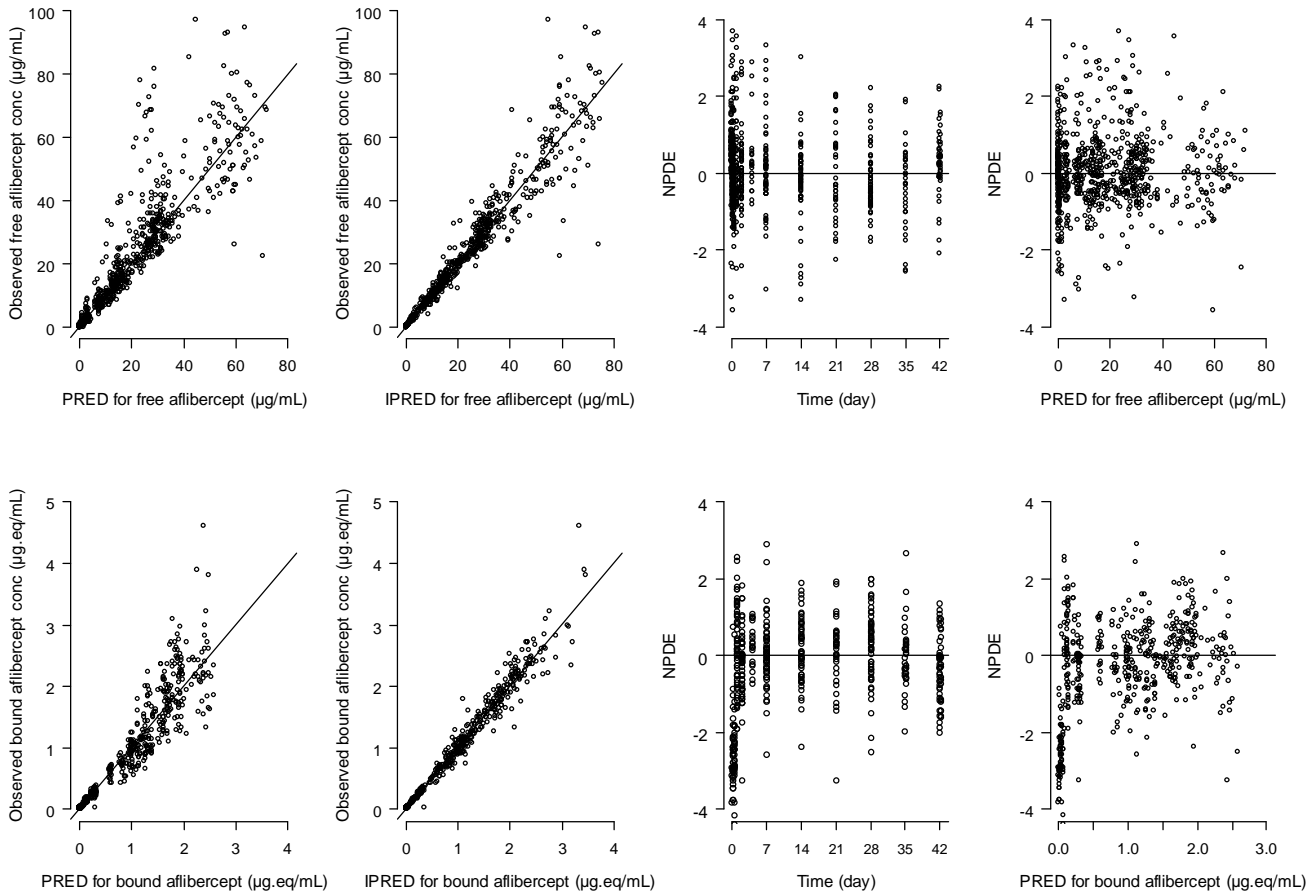 Observed free aflibercept conc (µg/mL)
100
80
60
40
20
0
0 20 40 60 80
PRED for free aflibercept (µg/mL)
Observed free aflibercept conc (µg/mL)
100
80
60
40
20
0
0 20 40 60 80
IPRED for free aflibercept (µg/mL)
NPDE
4
2
0
-2
-4
0 7 14 21 28 35 42
Time (day)
NPDE
4
2
0
-2
-4
0 20 40 60 80
PRED for free aflibercept (µg/mL)
Observed bound aflibercept conc (µg.eq/mL)
5
4
3
2
1
0
0 1 2 3 4
PRED for bound aflibercept (µg.eq/mL)
Observed bound aflibercept conc (µg.eq/mL)
5
4
3
2
1
0
0 1 2 3 4
IPRED for bound aflibercept (µg.eq/mL)
NPDE
4
2
0
-2
-4
0 7 14 21 28 35 42
Time (day)
NPDE
4
2
0
-2
-4
0.0 1.0 2.0 3.0
PRED for bound aflibercept (µg.eq/mL)